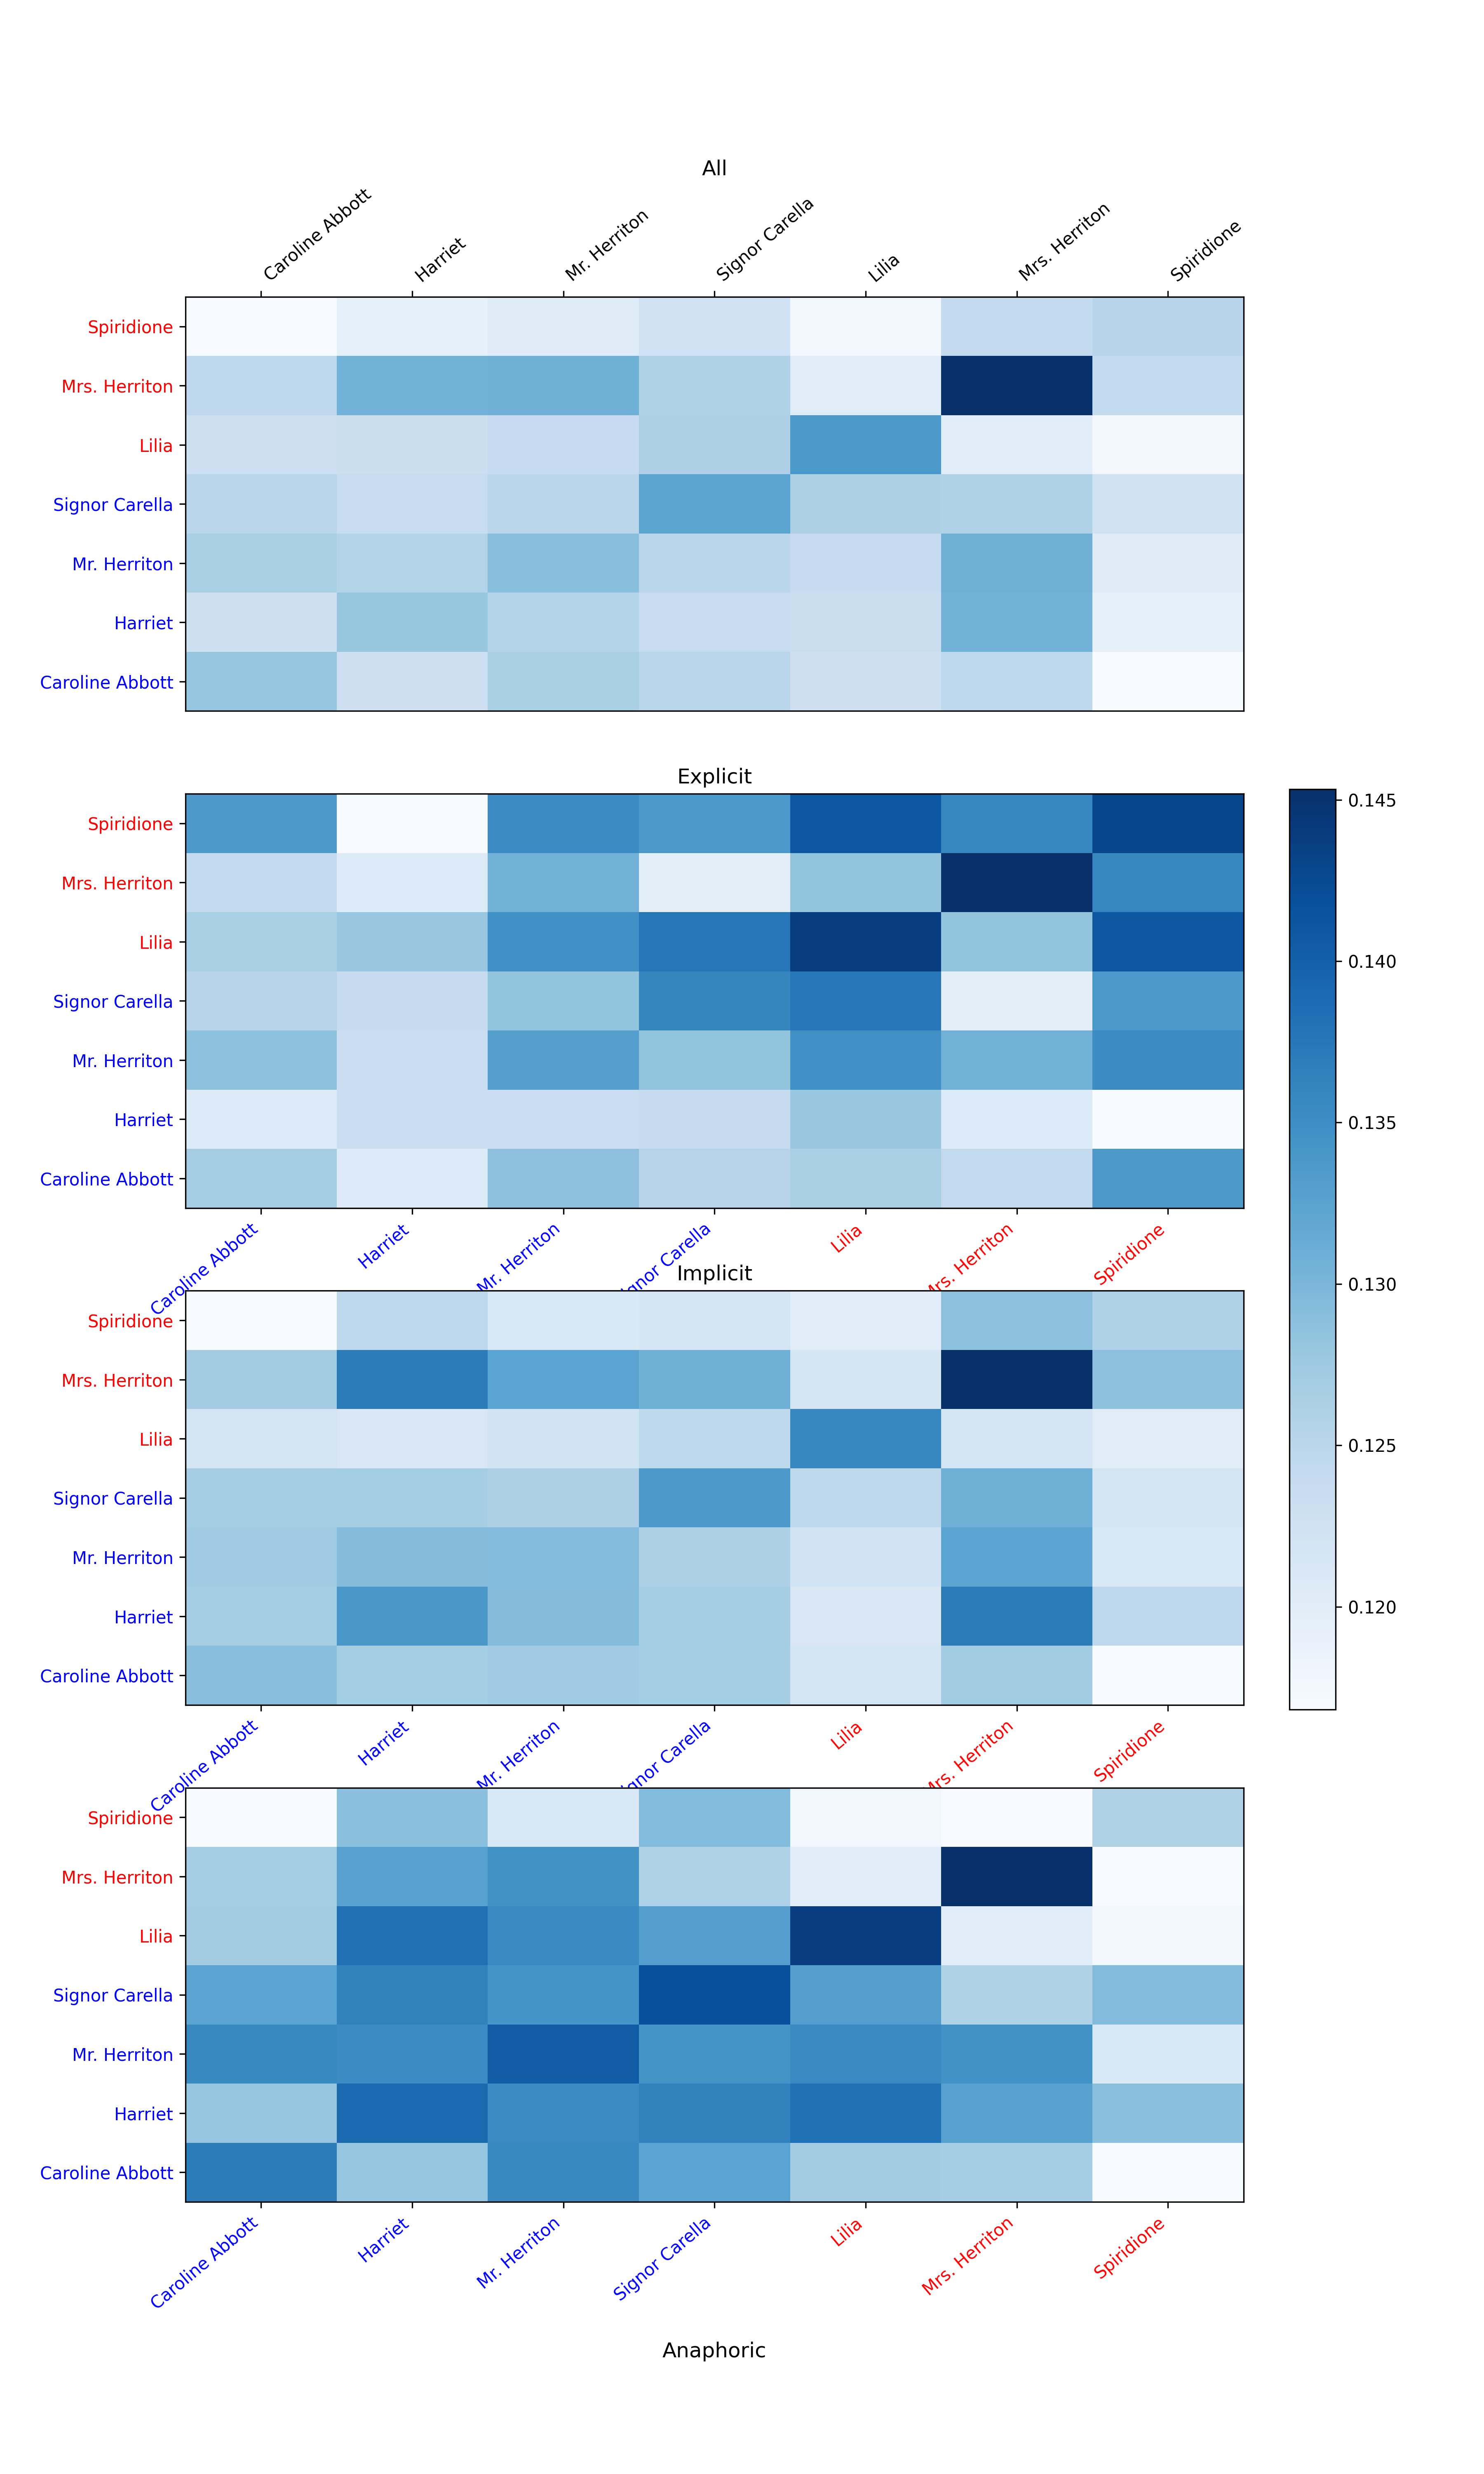 All
Caroline Abbott
Harriet
Mr. Herriton
Signor Carella
Lilia
Mrs. Herriton
Spiridione
Spiridione
Mrs. Herriton
Lilia
Signor Carella
Mr. Herriton
Harriet
Caroline Abbott
Explicit
Spiridione
Mrs. Herriton
Lilia
Signor Carella
Mr. Herriton
Harriet
Caroline Abbott
0.145
0.140
0.135
0.130
0.125
0.120
Caroline Abbott
Harriet
Mr. Herriton
Carella
Lilia
Herriton
Spiridione
Implicit
Spiridione
Mrs. Herriton
Lilia
Signor Carella
Mr. Herriton
Harriet
Caroline Abbott
Caroline Abbott
Harriet
Mr. Herriton
Carella
Lilia
Herriton
Spiridione
Spiridione
Mrs. Herriton
Lilia
Signor Carella
Mr. Herriton
Harriet
Caroline Abbott
Caroline Abbott
Harriet
Mr. Herriton
Signor Carella
Lilia
Mrs. Herriton
Spiridione
Anaphoric